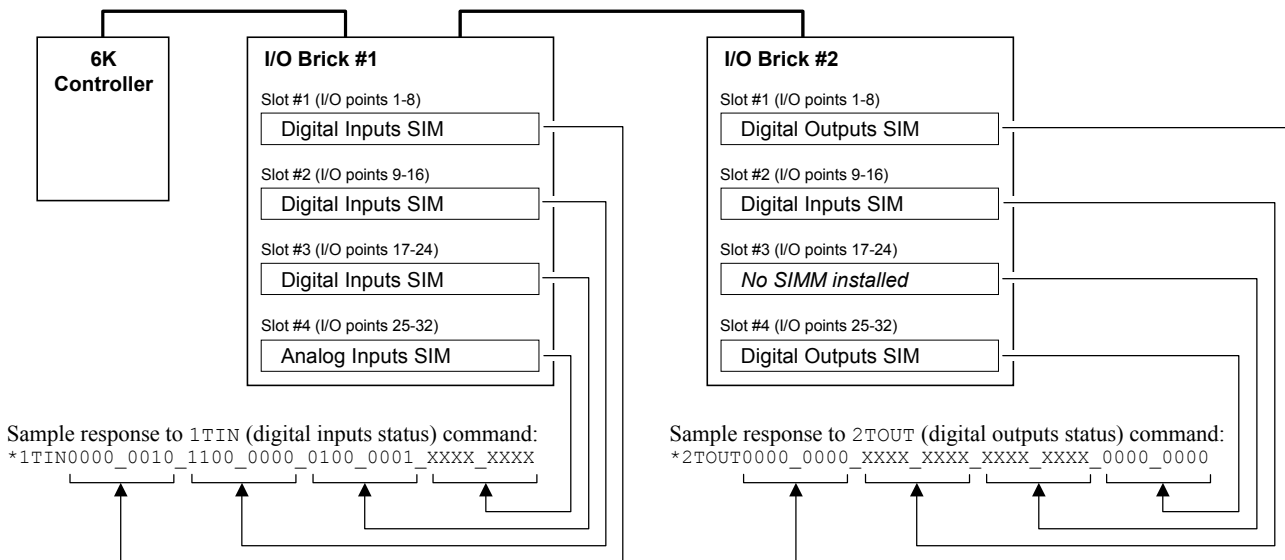 6K
Controller
I/O Brick #1
Slot #1 (I/O points 1-8)
Digital Inputs SIM
Slot #2 (I/O points 9-16)
Digital Inputs SIM
Slot #3 (I/O points 17-24)
Digital Inputs SIM
Slot #4 (I/O points 25-32)
Analog Inputs SIM
I/O Brick #2
Slot #1 (I/O points 1-8)
Digital Outputs SIM
Slot #2 (I/O points 9-16)
Digital Inputs SIM
Slot #3 (I/O points 17-24)
No SIMM installed
Slot #4 (I/O points 25-32)
Digital Outputs SIM
Sample response to 1TIN (digital inputs status) command:
*1TIN0000_0010_1100_0000_0100_0001_XXXX_XXXX
Sample response to 2TOUT (digital outputs status) command:
*2TOUT0000_0000_XXXX_XXXX_XXXX_XXXX_0000_0000